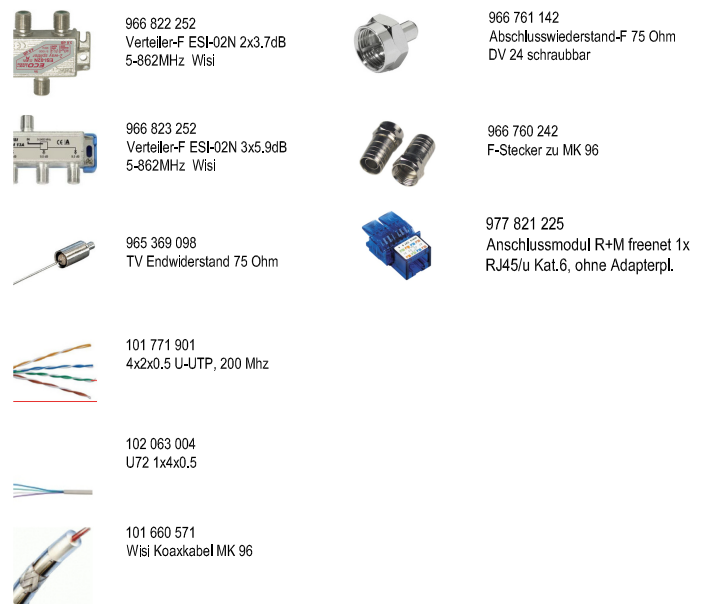 966 822 252
Verteiler-F ESI-02N 2x3.7dB
5-862MHz Wisi
966 823 252
Verteiler-F ESI-02N 3x5.9dB
5-862MHz Wisi
965 369 098
TV Endwiderstand 75 Ohm
101 771 901
4x2x0.5 U-UTP, 200 Mhz
102 063 004
U72 1x4x0.5
101 660 571
Wisi Koaxkabel MK 96
966 761 142
Abschlusswiederstand-F 75 Ohm
DV 24 schraubbar
966 760 242
F-Stecker zu MK 96
977 821 225
Anschlussmodul R+M freenet 1x
RJ45/u Kat.6, ohne Adapterpl.